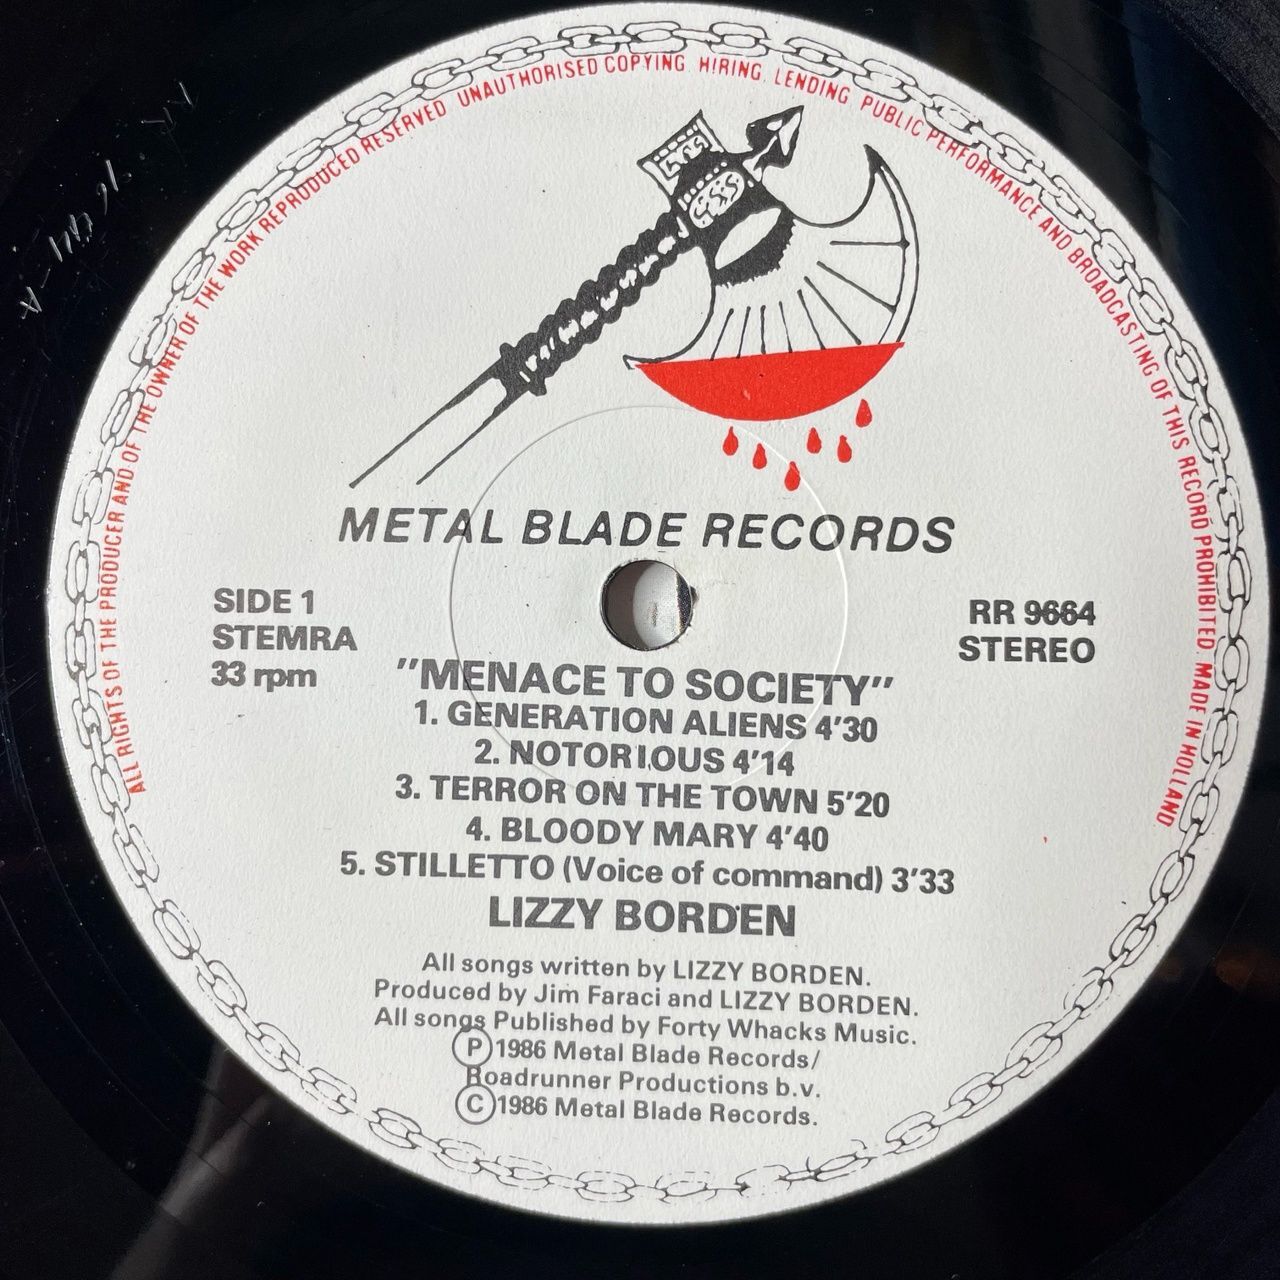 ALL RIGHTS OF THE PRODUCER AND OF THE OWNER OF THE WORK REPRODUCED RESERVED UNAUTHORISED COPYING, HIRING, LENDING, PUBLIC PERFORMANCE AND BROADCASTING OF THIS RECORD PROHIBITED. MADE IN HOLLAND
METAL BLADE RECORDS
SIDE 1
STEMRA
33 rpm
RR 9664
STEREO
"MENACE TO SOCIETY"
1. GENERATION ALIENS 4'30
2. NOTORIOUS 4'14
3. TERROR ON THE TOWN 5'20
4. BLOODY MARY 4'40
5. STILLETTO (Voice of command) 3'33
LIZZY BORDEN
All songs written by LIZZY BORDEN.
Produced by Jim Faraci and LIZZY BORDEN.
All songs Published by Forty Whacks Music.
Ⓟ 1986 Metal Blade Records/
Roadrunner Productions b.v.
© 1986 Metal Blade Records.